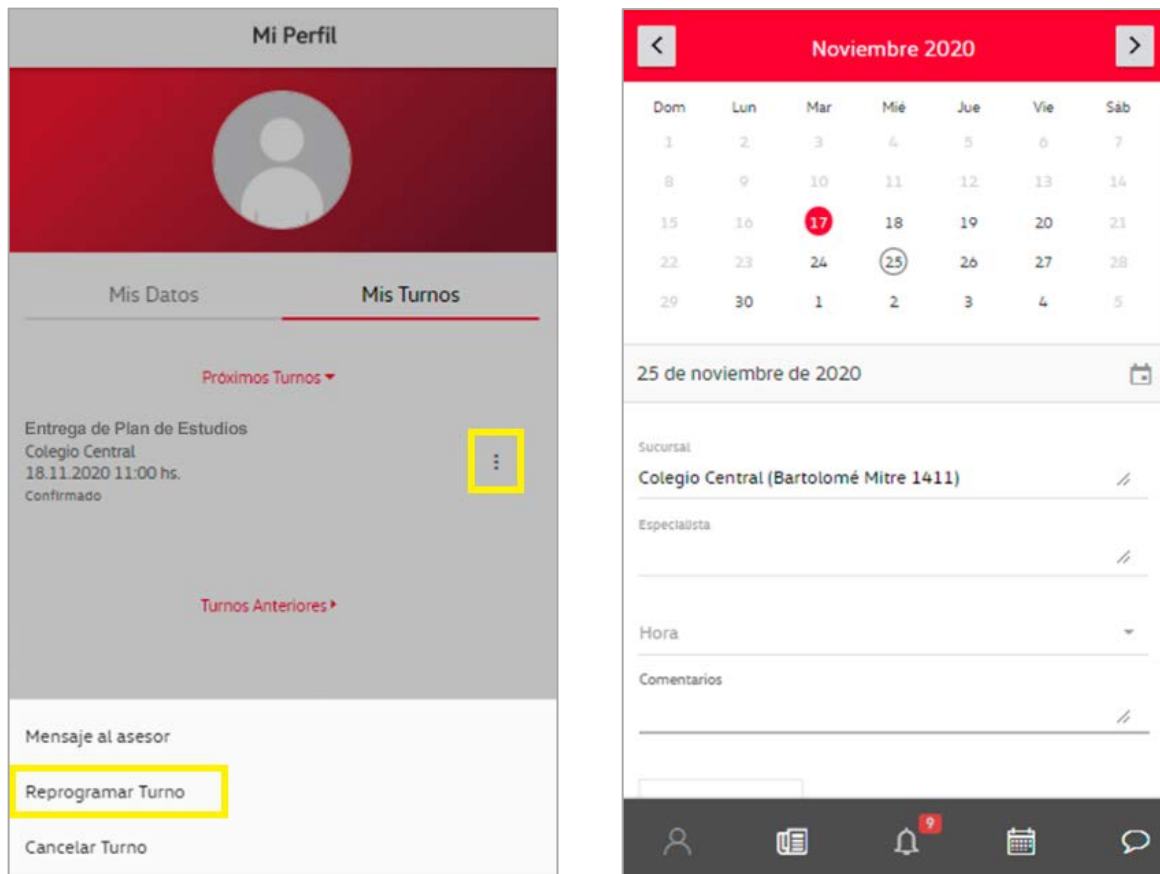 Mi Perfil
Mis Datos Mis Turnos
Próximos Turnos
Entrega de Plan de Estudios
Colegio Central
18.11.2020 11:00 hs.
Confirmado
Turnos Anteriores
Mensaje al asesor
Reprogramar Turno
Cancelar Turno
Noviembre 2020
Dom Lun Mar Mié Jue Vie Sáb
1 2 3 4 5 6 7
8 9 10 11 12 13 14
15 16 17 18 19 20 21
22 23 24 25 26 27 28
29 30 1 2 3 4 5
25 de noviembre de 2020
Sucursal
Colegio Central (Bartolomé Mitre 1411)
Especialista
Hora
Comentarios
9